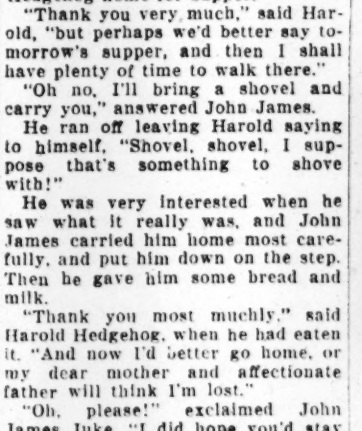 Hedgehog home for supper.
"Thank you very much," said Har-
old, "but perhaps we'd better say to-
morrow's supper, and then I shall
have plenty of time to walk there."
"Oh no, I'll bring a shovel and
carry you," answered John James.
He ran off leaving Harold saying
to himself, "Shovel, shovel, I sup-
pose that's something to shove
with!"
He was very interested when he
saw what it really was, and John
James carried him home most care-
fully, and put him down on the step.
Then he gave him some bread and
milk.
"Thank you most muchly," said
Harold Hedgehog, when he had eaten
it. "And now I'd better go home, or
my dear mother and affectionate
father will think I'm lost."
"Oh, please!" exclaimed John
James Juke. "I did hope you'd stay